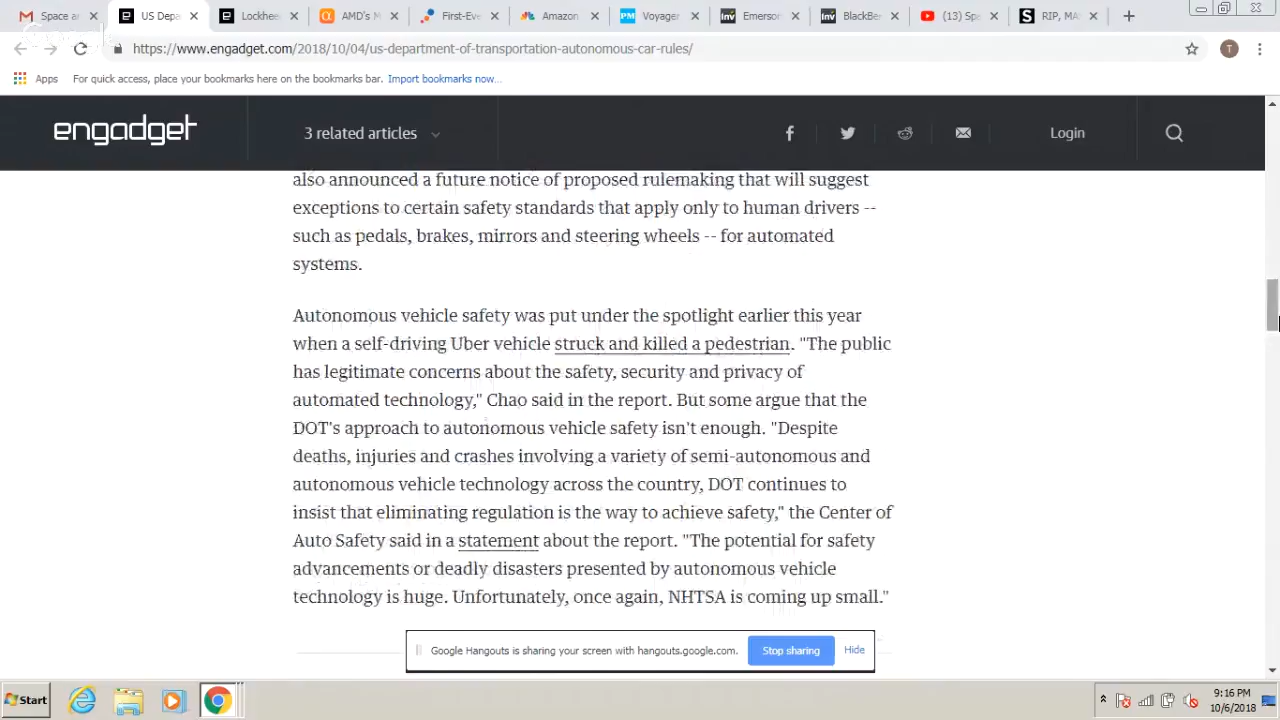 Space ar
US Depa
Lockhee
AMD's M
First-Eve
Amazon
Voyager
Emerson
BlackBer
(13) Spa
RIP, MA
https://www.engadget.com/2018/10/04/us-department-of-transportation-autonomous-car-rules/
T
Apps For quick access, place your bookmarks here on the bookmarks bar. Import bookmarks now...
engadget
3 related articles
Login
also announced a future notice of proposed rulemaking that will suggest
exceptions to certain safety standards that apply only to human drivers --
such as pedals, brakes, mirrors and steering wheels -- for automated
systems.
Autonomous vehicle safety was put under the spotlight earlier this year
when a self-driving Uber vehicle struck and killed a pedestrian. "The public
has legitimate concerns about the safety, security and privacy of
automated technology," Chao said in the report. But some argue that the
DOT's approach to autonomous vehicle safety isn't enough. "Despite
deaths, injuries and crashes involving a variety of semi-autonomous and
autonomous vehicle technology across the country, DOT continues to
insist that eliminating regulation is the way to achieve safety," the Center of
Auto Safety said in a statement about the report. "The potential for safety
advancements or deadly disasters presented by autonomous vehicle
technology is huge. Unfortunately, once again, NHTSA is coming up small."
Google Hangouts is sharing your screen with hangouts.google.com.
Stop sharing
Hide
Start
9:16 PM
10/6/2018